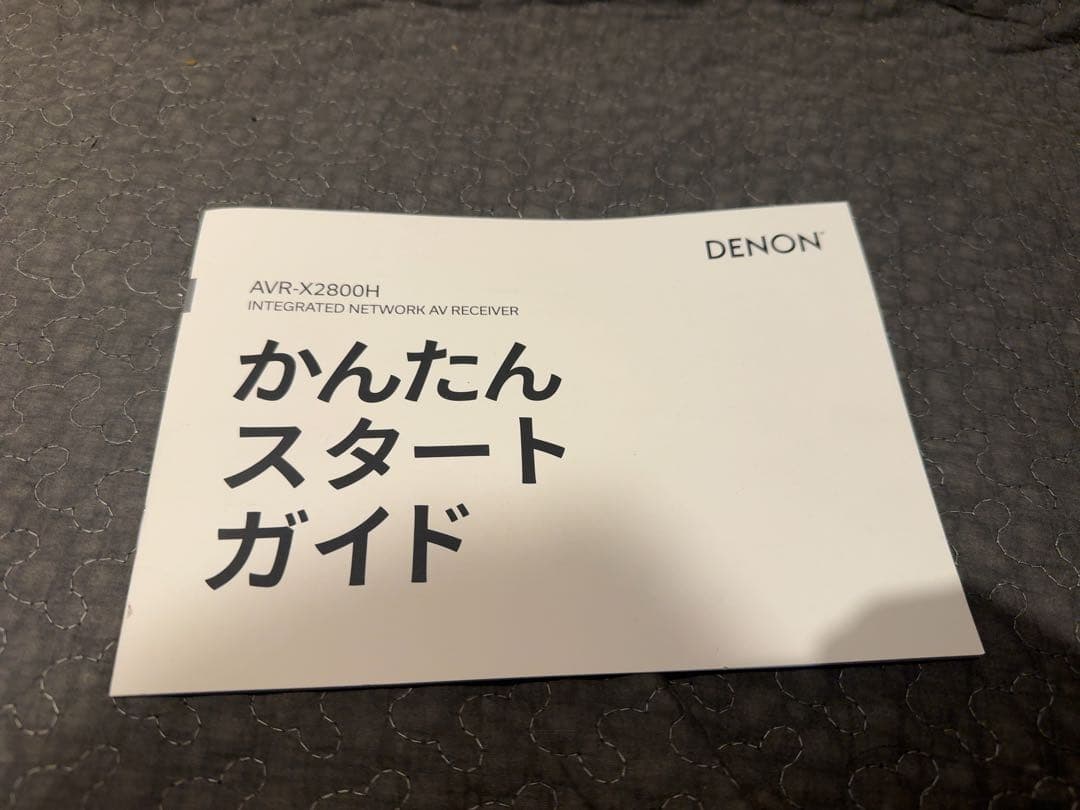 DENON
AVR-X2800H
INTEGRATED NETWORK AV RECEIVER
かんたん
スタート
ガイド